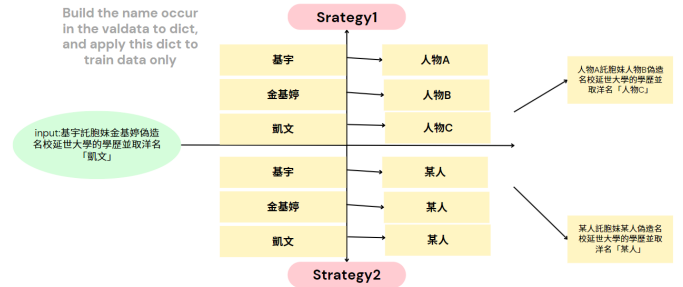 Build the name occur
in the valdata to dict,
and apply this dict to
train data only
Srategy1
基宇
人物A
金基婷
人物B
凱文
人物C
人物A託胞妹人物B偽造
名校延世大學的學歷並
取洋名「人物C」
input:基宇託胞妹金基婷偽造
名校延世大學的學歷並取洋名
「凱文」
基宇
某人
金基婷
某人
凱文
某人
某人託胞妹某人偽造名
校延世大學的學歷並取
洋名「某人」
Strategy2